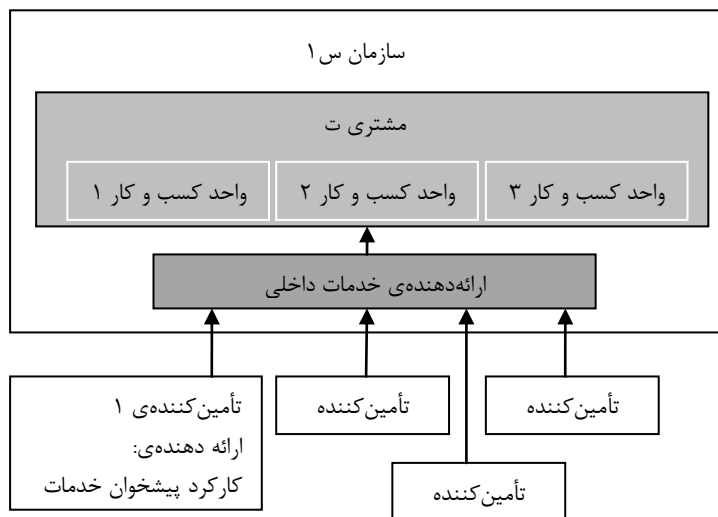 سازمان س۱
مشتری ت
واحد کسب و کار ۱
واحد کسب و کار ۲
واحد کسب و کار ۳
ارائه‌دهنده‌ی خدمات داخلی
تأمین‌کننده‌ی ۱
ارائه دهنده‌ی:
کارکرد پیشخوان خدمات
تأمین‌کننده
تأمین‌کننده
تأمین‌کننده